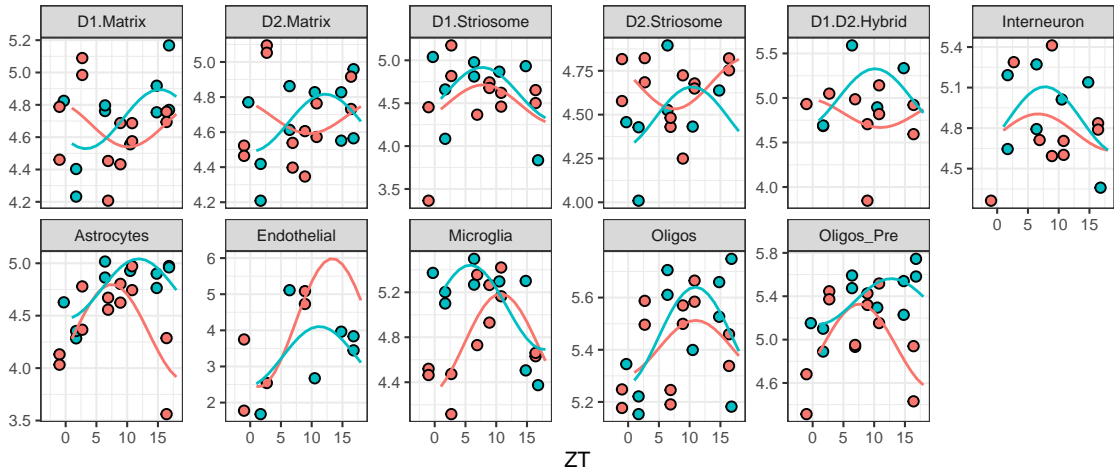 D1.Matrix D2.Matrix D1.Striosome D2.Striosome D1.D2.Hybrid Interneuron
5.2 5.0 4.8 4.6 4.4 4.2
5.0 4.8 4.6 4.4 4.2
5.0 4.5 4.0 3.5
4.75 4.50 4.25 4.00
5.5 5.0 4.5 4.0
5.4 5.1 4.8 4.5
0 5 10 15
Astrocytes Endothelial Microglia Oligos Oligos_Pre
5.0 4.5 4.0 3.5
6 5 4 3 2
5.2 4.8 4.4
5.6 5.4 5.2
5.8 5.4 5.0 4.6
0 5 10 15 0 5 10 15 0 5 10 15 0 5 10 15 0 5 10 15
ZT